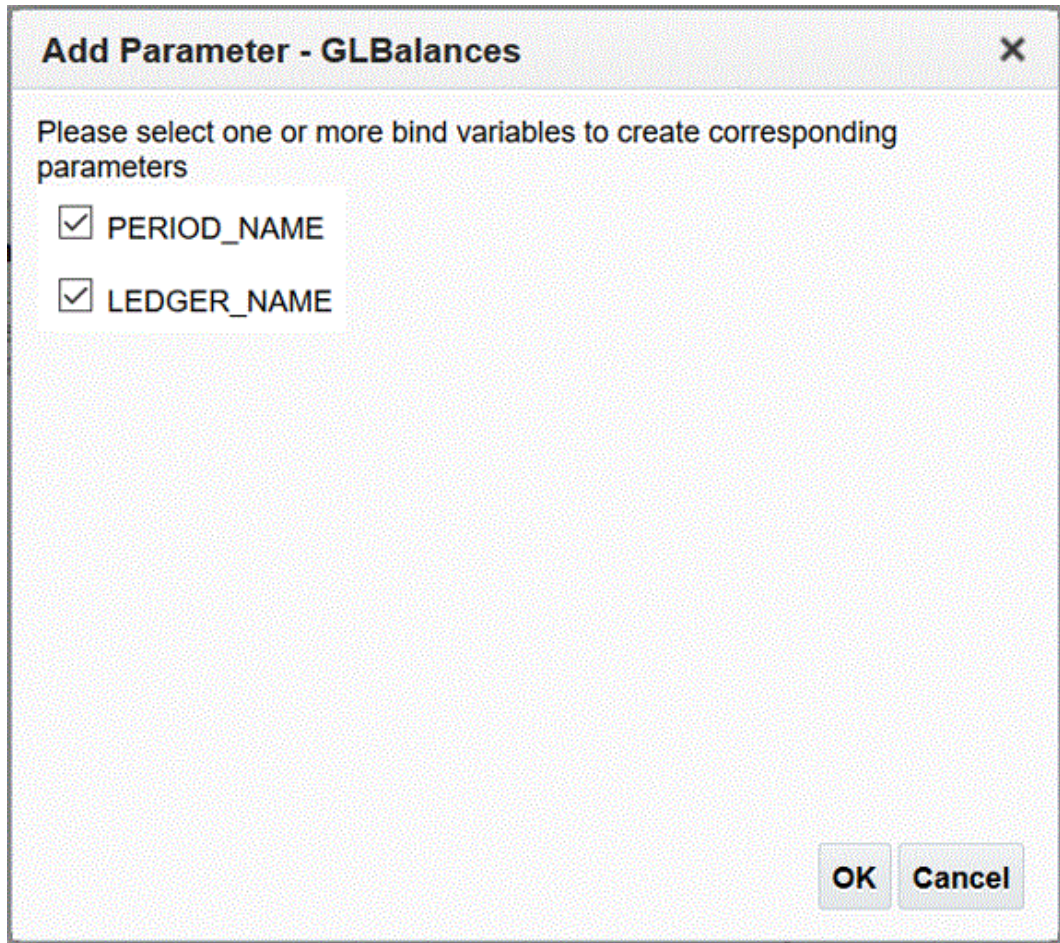 Add Parameter - GLBalances
Please select one or more bind variables to create corresponding
parameters
PERIOD_NAME
LEDGER_NAME
OK Cancel